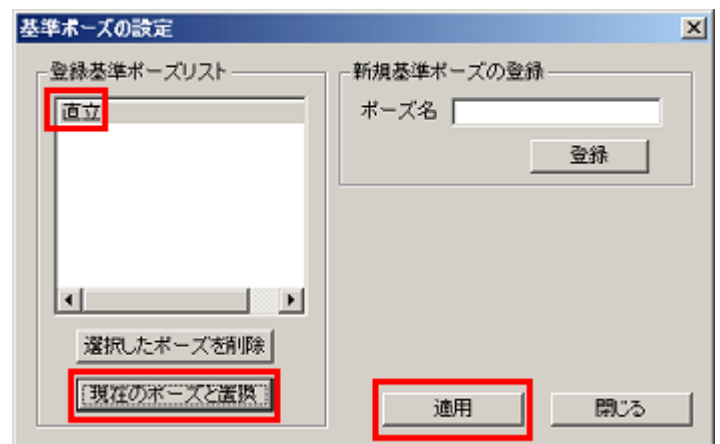 基準ポーズの設定
登録基準ポーズリスト
直立
選択したポーズを削除
現在のポーズと置換
新規基準ポーズの登録
ポーズ名
登録
適用
閉じる